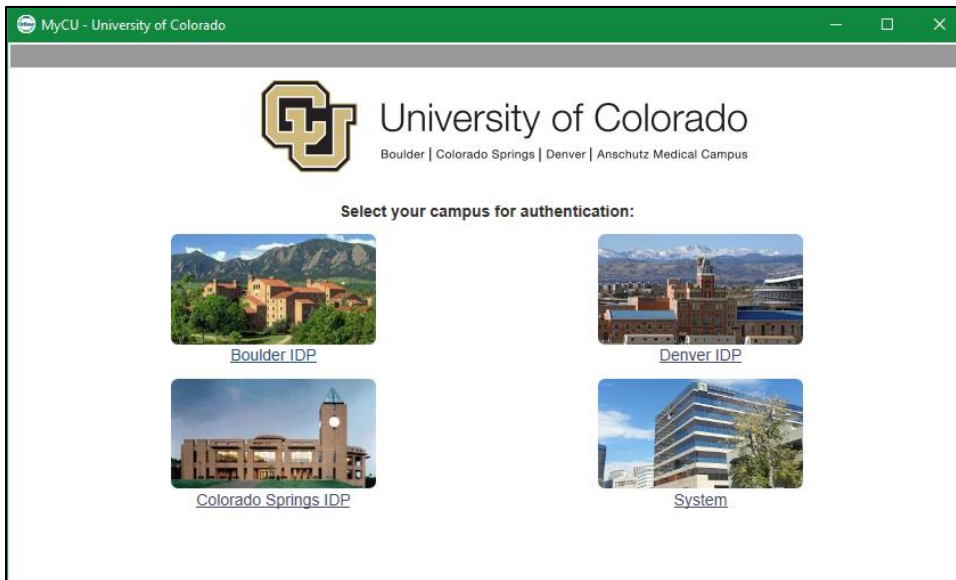 MyCU - University of Colorado
CU
University of Colorado
Boulder | Colorado Springs | Denver | Anschutz Medical Campus
Select your campus for authentication:
Boulder IDP
Denver IDP
Colorado Springs IDP
System